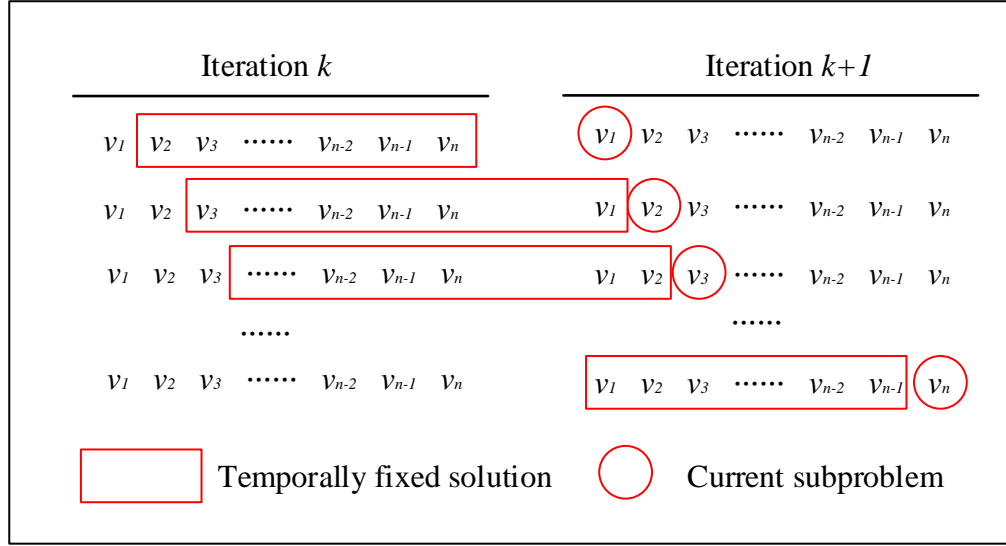 Iteration k Iteration k+1
v1 v2 v3 ...... vn-2 vn-1 vn v1 v2 v3 ...... vn-2 vn-1 vn
v1 v2 v3 ...... vn-2 vn-1 vn v1 v2 v3 ...... vn-2 vn-1 vn
v1 v2 v3 ...... vn-2 vn-1 vn v1 v2 v3 ...... vn-2 vn-1 vn
...... ......
v1 v2 v3 ...... vn-2 vn-1 vn v1 v2 v3 ...... vn-2 vn-1 vn
Temporally fixed solution Current subproblem